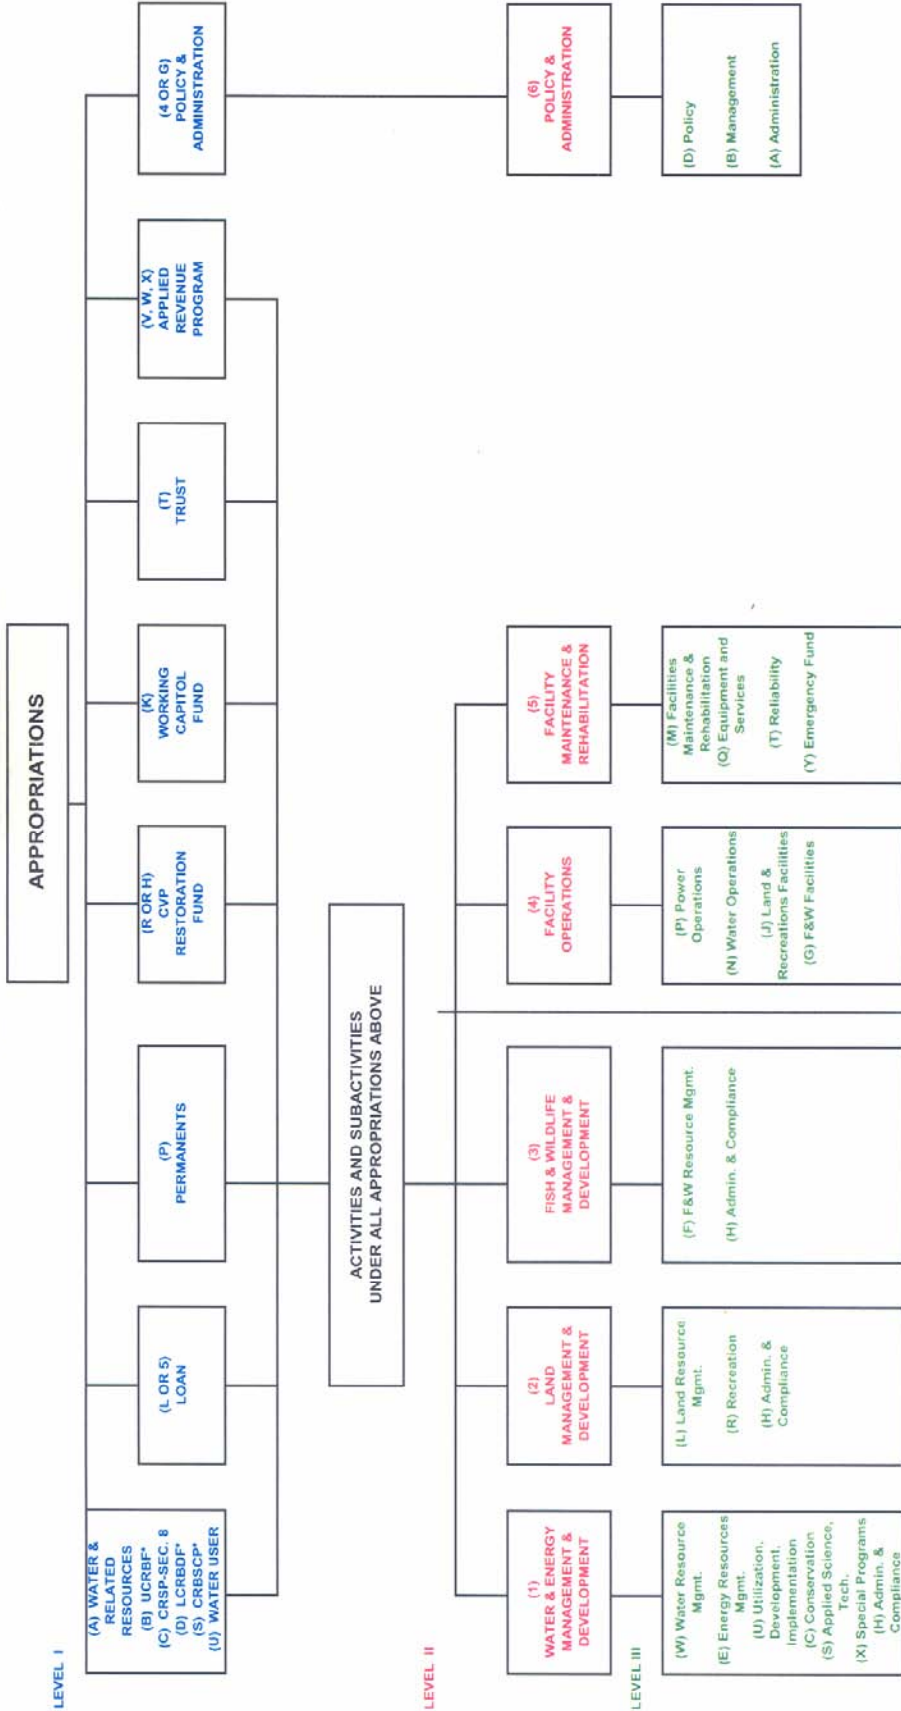 APPROPRIATIONS
LEVEL I
(A) WATER &
RELATED
RESOURCES
(B) UCRBF*
(C) CRSP-SEC. 8
(D) LCRBDF*
(S) CRBSCP*
(U) WATER USER
(L OR 5)
LOAN
(P)
PERMANENTS
(R OR H)
CVP
RESTORATION
FUND
(K)
WORKING
CAPITOL
FUND
(T)
TRUST
(V, W, X)
APPLIED
REVENUE
PROGRAM
(4 OR G)
POLICY &
ADMINISTRATION
ACTIVITIES AND SUBACTIVITIES
UNDER ALL APPROPRIATIONS ABOVE
LEVEL II
(1)
WATER & ENERGY
MANAGEMENT &
DEVELOPMENT
(2)
LAND
MANAGEMENT &
DEVELOPMENT
(3)
FISH & WILDLIFE
MANAGEMENT &
DEVELOPMENT
(4)
FACILITY
OPERATIONS
(5)
FACILITY
MAINTENANCE &
REHABILITATION
(6)
POLICY &
ADMINISTRATION
LEVEL III
(W) Water Resource
Mgmt.
(E) Energy Resources
Mgmt.
(U) Utilization,
Development,
Implementation
(C) Conservation
(S) Applied Science,
Tech.
(X) Special Programs
(H) Admin. &
Compliance
(L) Land Resource
Mgmt.
(R) Recreation
(H) Admin. &
Compliance
(F) F&W Resource Mgmt.
(H) Admin. & Compliance
(P) Power
Operations
(N) Water Operations
(J) Land &
Recreations Facilities
(G) F&W Facilities
(M) Facilities
Maintenance &
Rehabilitation
(Q) Equipment and
Services
(T) Reliability
(Y) Emergency Fund
(D) Policy
(B) Management
(A) Administration